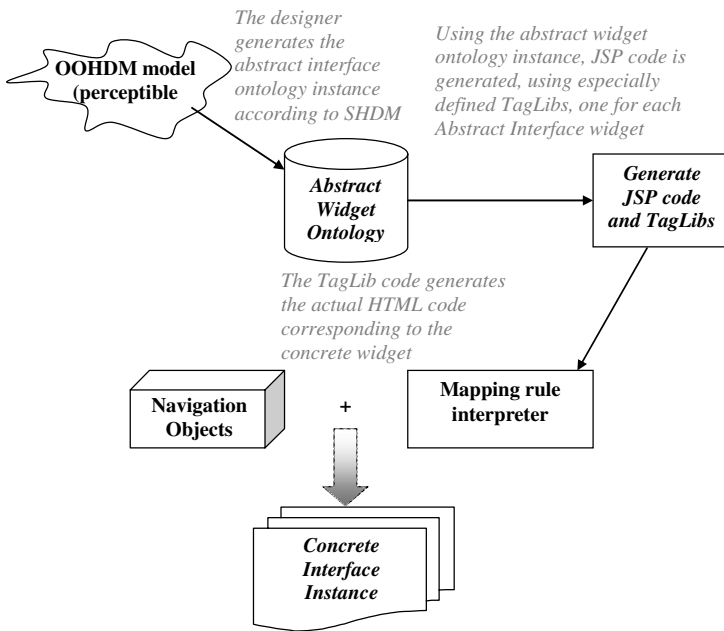 The designer
generates the
abstract interface
ontology instance
according to SHDM
Using the abstract widget
ontology instance, JSP code is
generated, using especially
defined TagLibs, one for each
Abstract Interface widget
OOHDM model
(perceptible
Abstract
Widget
Ontology
Generate
JSP code
and TagLibs
The TagLib code generates
the actual HTML code
corresponding to the
concrete widget
Navigation
Objects
+
Mapping rule
interpreter
Concrete
Interface
Instance